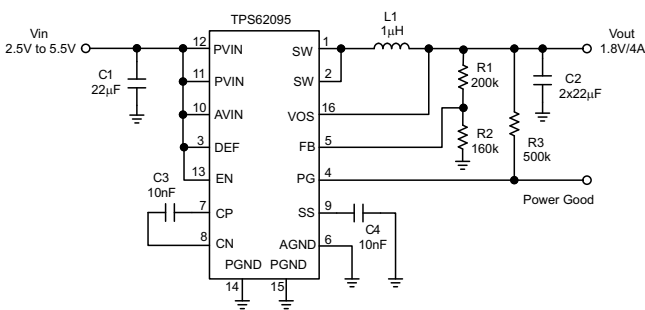 TPS62095
Vin
2.5V to 5.5V
C1
22µF
12 PVIN
11 PVIN
10 AVIN
3 DEF
13 EN
C3
10nF
7 CP
8 CN
PGND PGND
14 15
SW 1
SW 2
VOS 16
FB 5
PG 4
SS 9
AGND 6
L1
1µH
R1
200k
R2
160k
R3
500k
C2
2x22µF
C4
10nF
Vout
1.8V/4A
Power Good